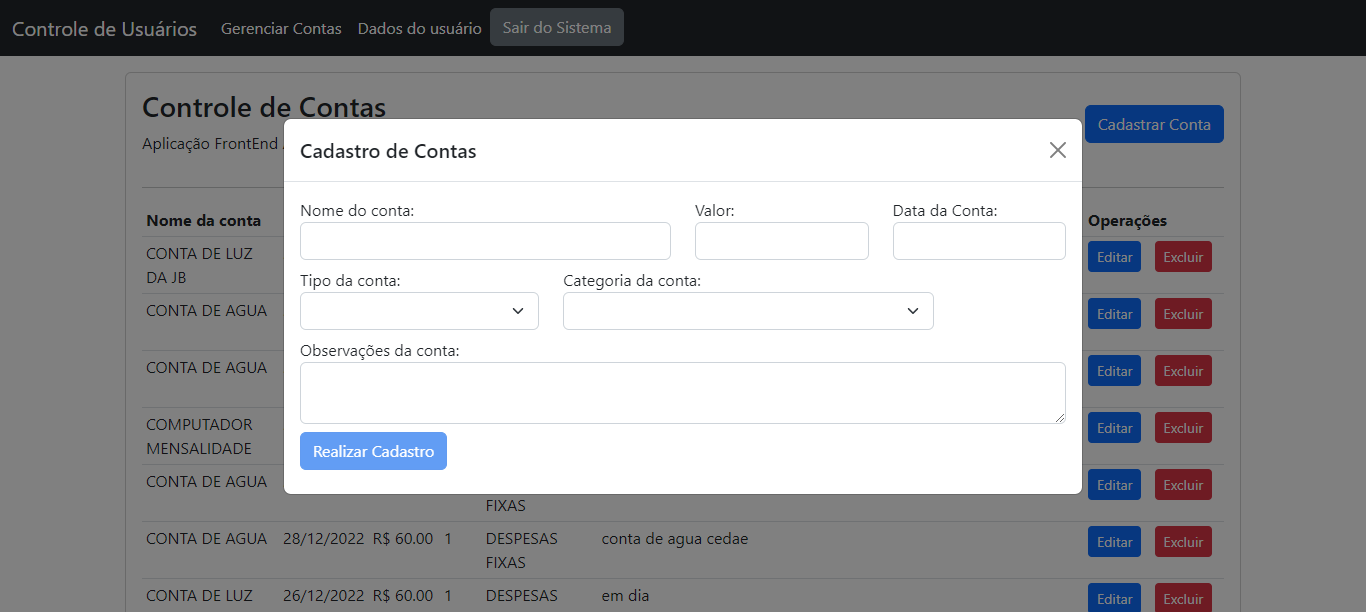 Controle de Usuários Gerenciar Contas Dados do usuário Sair do Sistema
Controle de Contas
Aplicação FrontEnd
Cadastrar Conta
Cadastro de Contas
Nome do conta: Valor: Data da Conta:
Tipo da conta: Categoria da conta:
Observações da conta:
Realizar Cadastro
Nome da conta Operações
CONTA DE LUZ Editar Excluir
DA JB
CONTA DE AGUA Editar Excluir
CONTA DE AGUA Editar Excluir
COMPUTADOR Editar Excluir
MENSALIDADE
CONTA DE AGUA Editar Excluir
FIXAS
CONTA DE AGUA 28/12/2022 R$ 60.00 1 DESPESAS conta de agua cedae Editar Excluir
FIXAS
CONTA DE LUZ 26/12/2022 R$ 60.00 1 DESPESAS em dia Editar Excluir